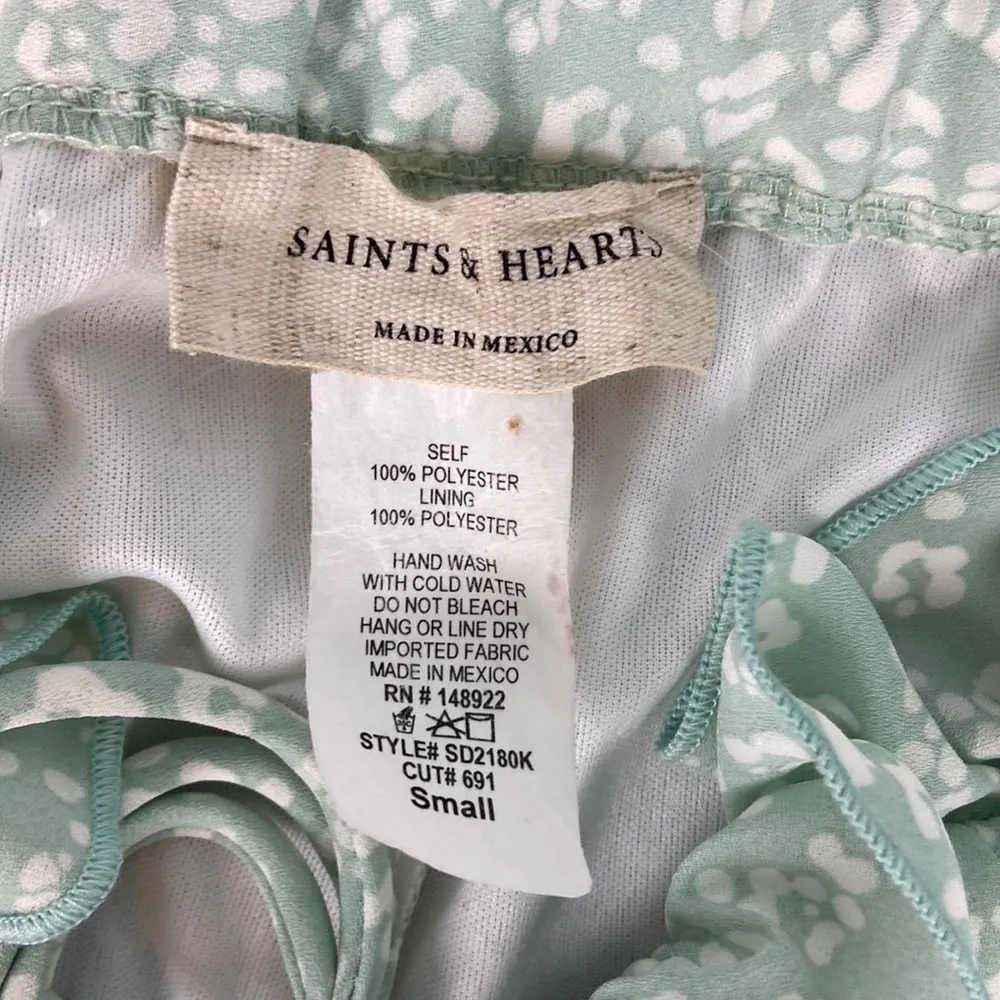 SAINTS & HEARTS
MADE IN MEXICO
SELF
100% POLYESTER
LINING
100% POLYESTER
HAND WASH
WITH COLD WATER
DO NOT BLEACH
HANG OR LINE DRY
IMPORTED FABRIC
MADE IN MEXICO
RN # 148922
STYLE# SD2180K
CUT# 691
Small